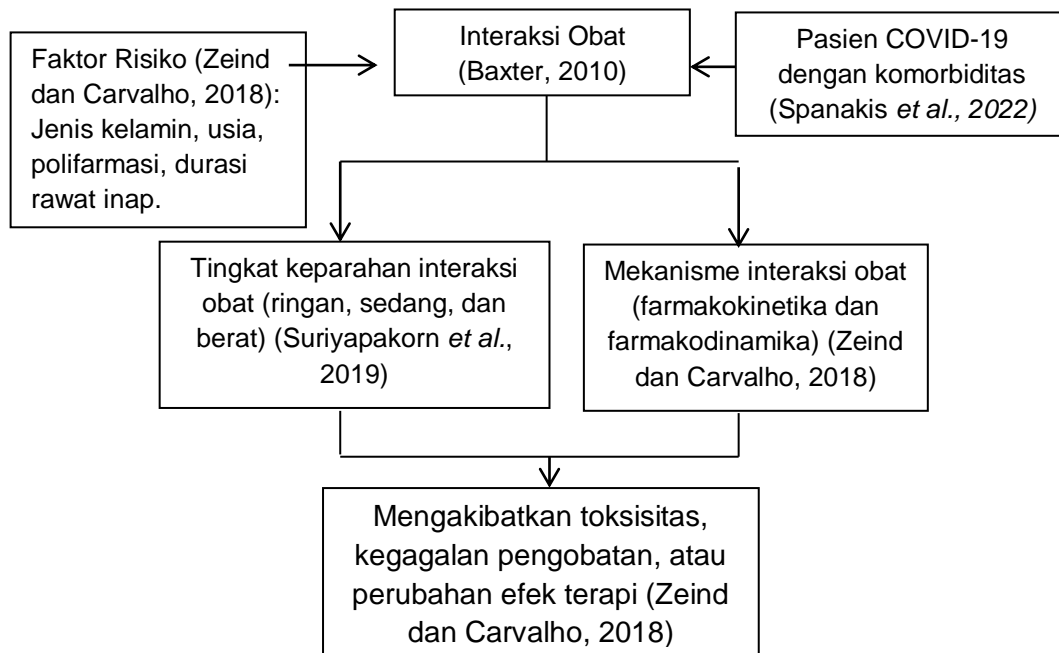 Faktor Risiko (Zeind
dan Carvalho, 2018):
Jenis kelamin, usia,
polifarmasi, durasi
rawat inap.
Interaksi Obat
(Baxter, 2010)
Pasien COVID-19
dengan komorbiditas
(Spanakis et al., 2022)
Tingkat keparahan interaksi
obat (ringan, sedang, dan
berat) (Suriyapakorn et al.,
2019)
Mekanisme interaksi obat
(farmakokinetika dan
farmakodinamika) (Zeind
dan Carvalho, 2018)
Mengakibatkan toksisitas,
kegagalan pengobatan, atau
perubahan efek terapi (Zeind
dan Carvalho, 2018)